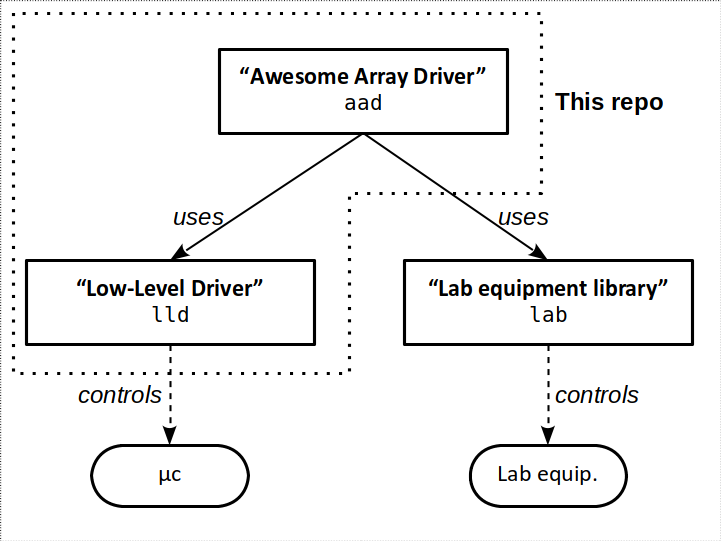 “Awesome Array Driver”
aad
This repo
uses
uses
“Low-Level Driver”
lld
“Lab equipment library”
lab
controls
controls
µc
Lab equip.